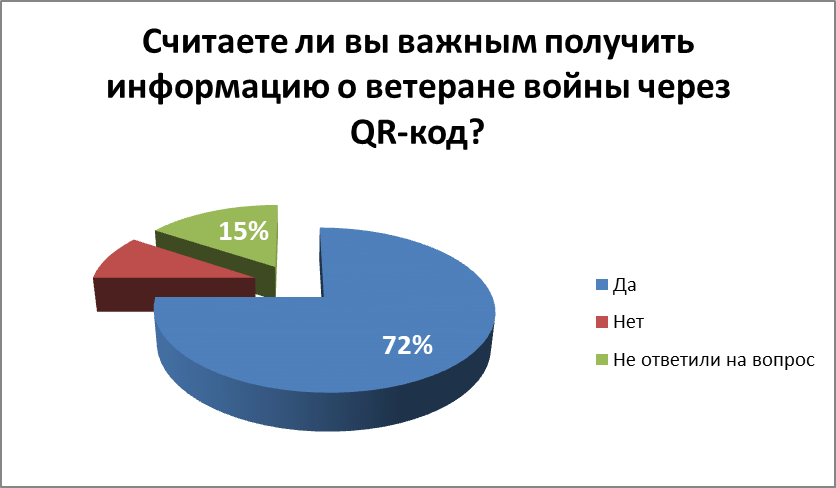 Считаете ли вы важным получить
информацию о ветеране войны через
QR-код?
15%
72%
Да
Нет
Не ответили на вопрос